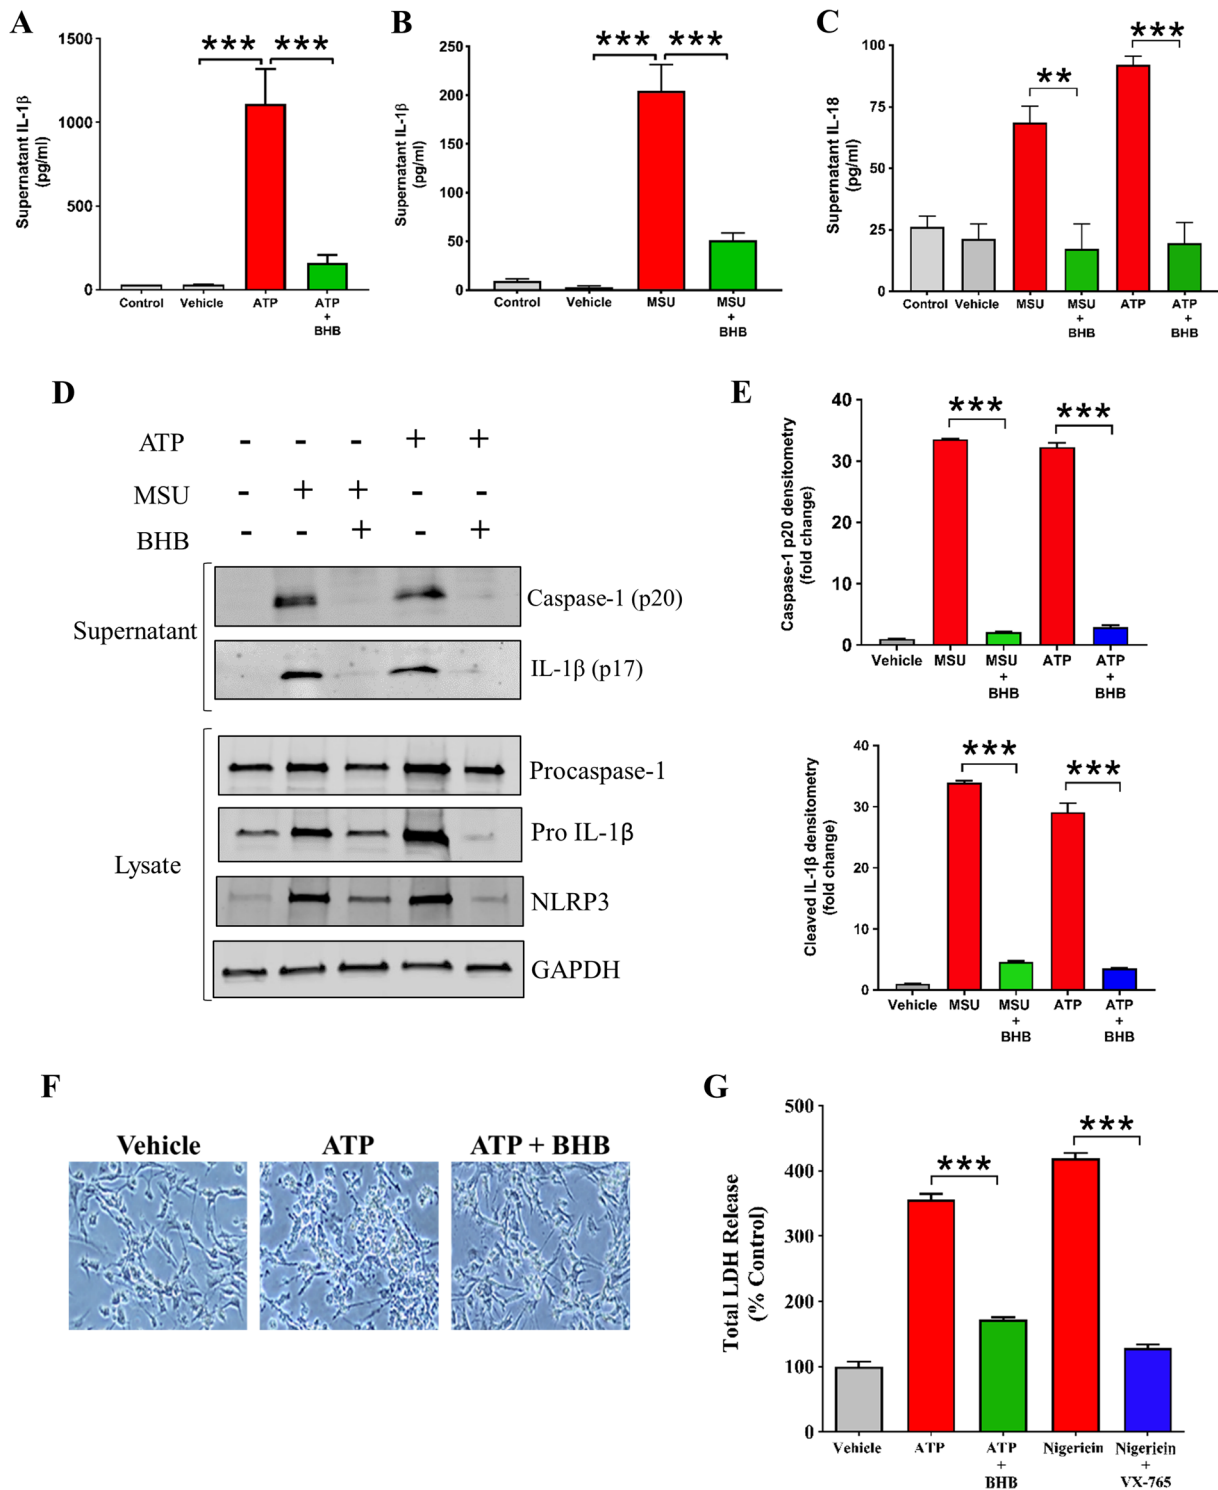 A
1500
1000
500
0
Supernatant IL-1β
(pg/ml)
*** ***
Control Vehicle ATP ATP
+
BHB
B
250
200
150
100
50
0
Supernatant IL-1β
(pg/ml)
*** ***
Control Vehicle MSU MSU
+
BHB
C
100
75
50
25
0
Supernatant IL-18
(pg/ml)
** ***
Control Vehicle MSU MSU ATP ATP
+ +
BHB BHB
D
ATP - - - + +
MSU - + + - -
BHB - - + - +
Supernatant
Caspase-1 (p20)
IL-1β (p17)
Lysate
Procaspase-1
Pro IL-1β
NLRP3
GAPDH
E
40
30
20
10
0
Caspase-1 p20 densitometry
(fold change)
*** ***
Vehicle MSU MSU ATP ATP
+ +
BHB BHB
40
30
20
10
0
Cleaved IL-1β densitometry
(fold change)
*** ***
Vehicle MSU MSU ATP ATP
+ +
BHB BHB
F
Vehicle ATP ATP + BHB
G
500
400
300
200
100
0
Total LDH Release
(% Control)
*** ***
Vehicle ATP ATP Nigericin Nigericin
+ +
BHB VX-765